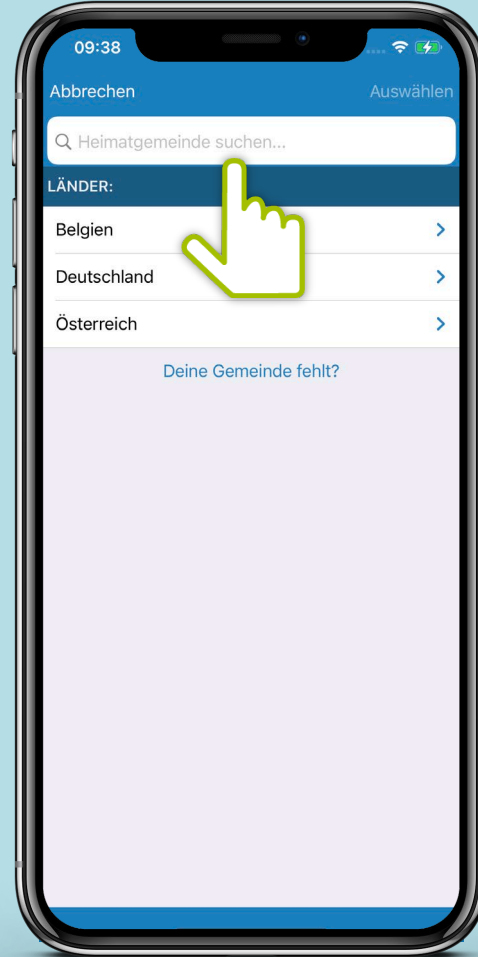 09:38
Abbrechen
Auswählen
Heimatgemeinde suchen...
LÄNDER:
Belgien
Deutschland
Österreich
Deine Gemeinde fehlt?